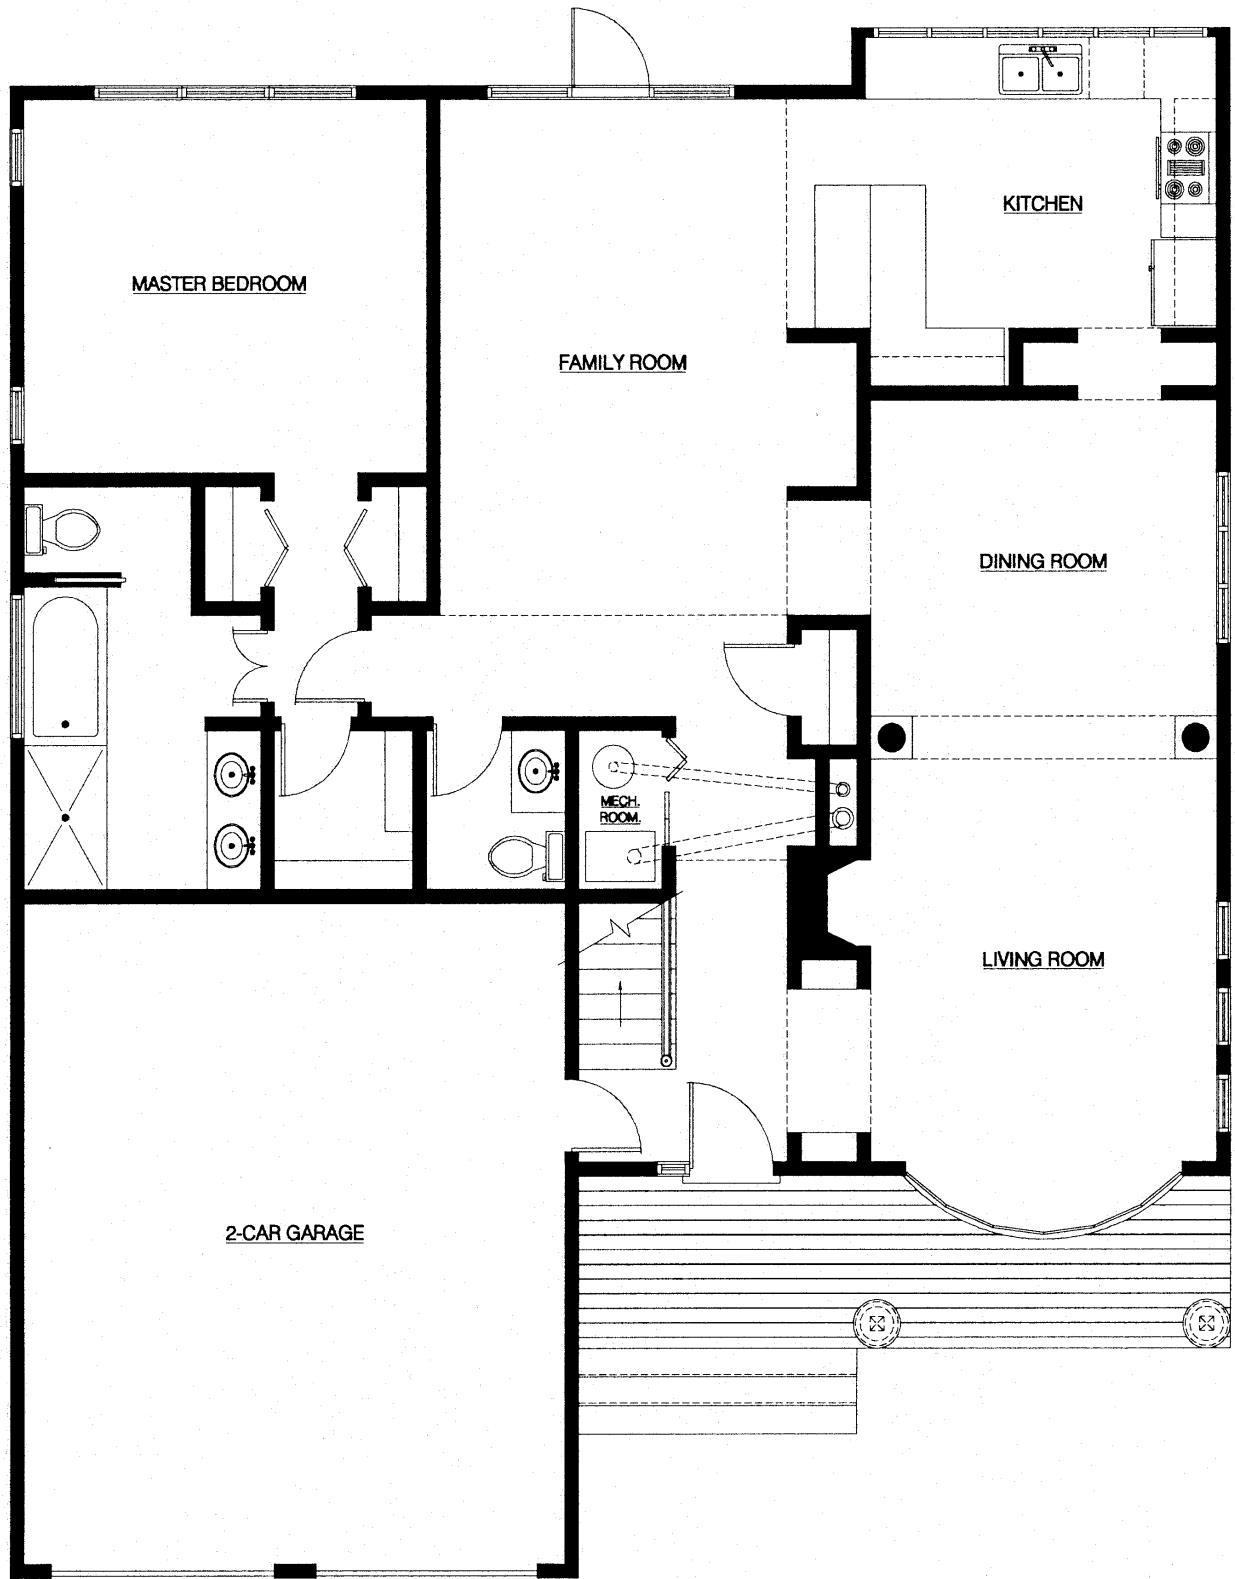 KITCHEN
MASTER BEDROOM
FAMILY ROOM
DINING ROOM
MECH.
ROOM.
LIVING ROOM
2-CAR GARAGE